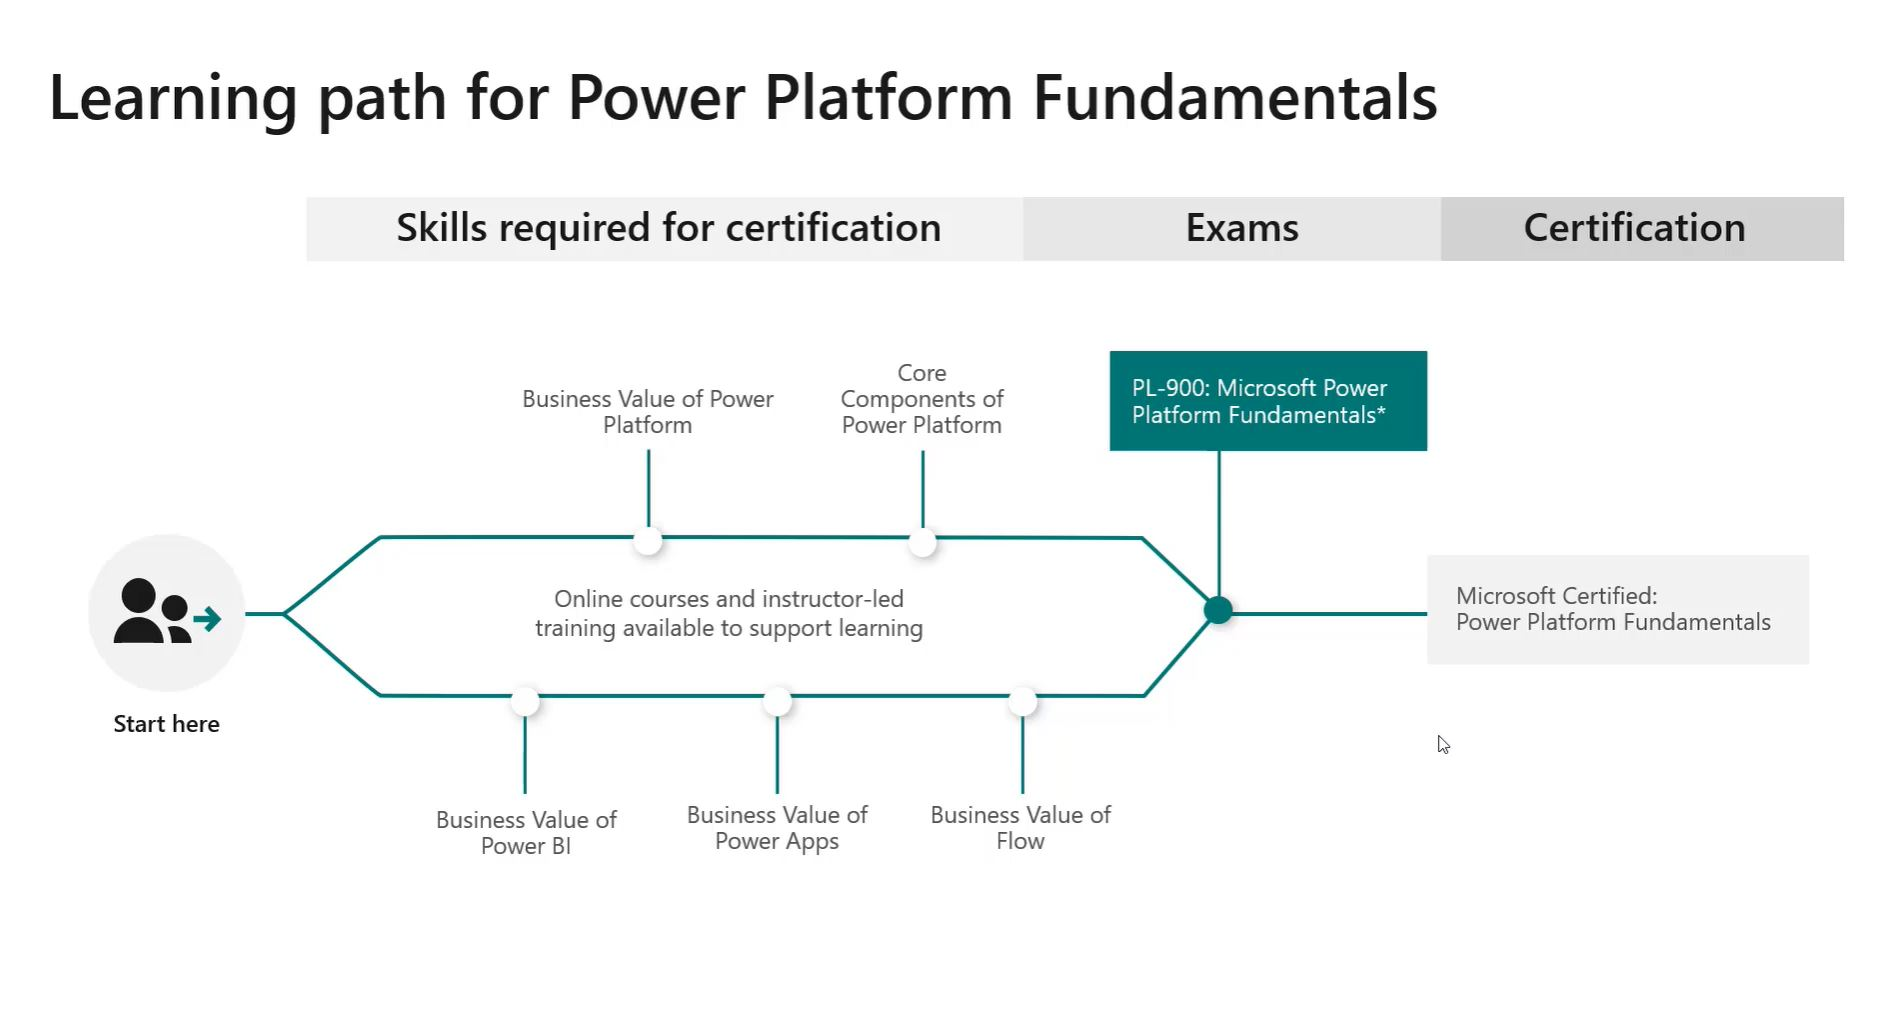 Learning path for Power Platform Fundamentals
Skills required for certification
Exams
Certification
Business Value of Power
Platform
Core
Components of
Power Platform
PL-900: Microsoft Power
Platform Fundamentals*
Online courses and instructor-led
training available to support learning
Microsoft Certified:
Power Platform Fundamentals
Start here
Business Value of
Power BI
Business Value of
Power Apps
Business Value of
Flow